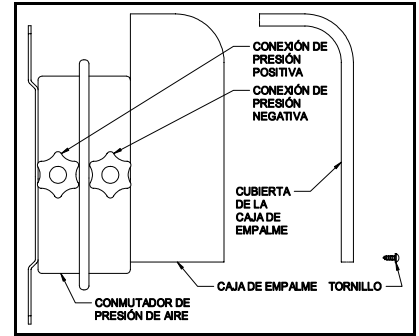 CONEXIÓN DE
PRESIÓN
POSITIVA
CONEXIÓN DE
PRESIÓN
NEGATIVA
CUBIERTA
DE LA
CAJA DE
EMPALME
CAJA DE EMPALME
TORNILLO
CONMUTADOR DE
PRESIÓN DE AIRE